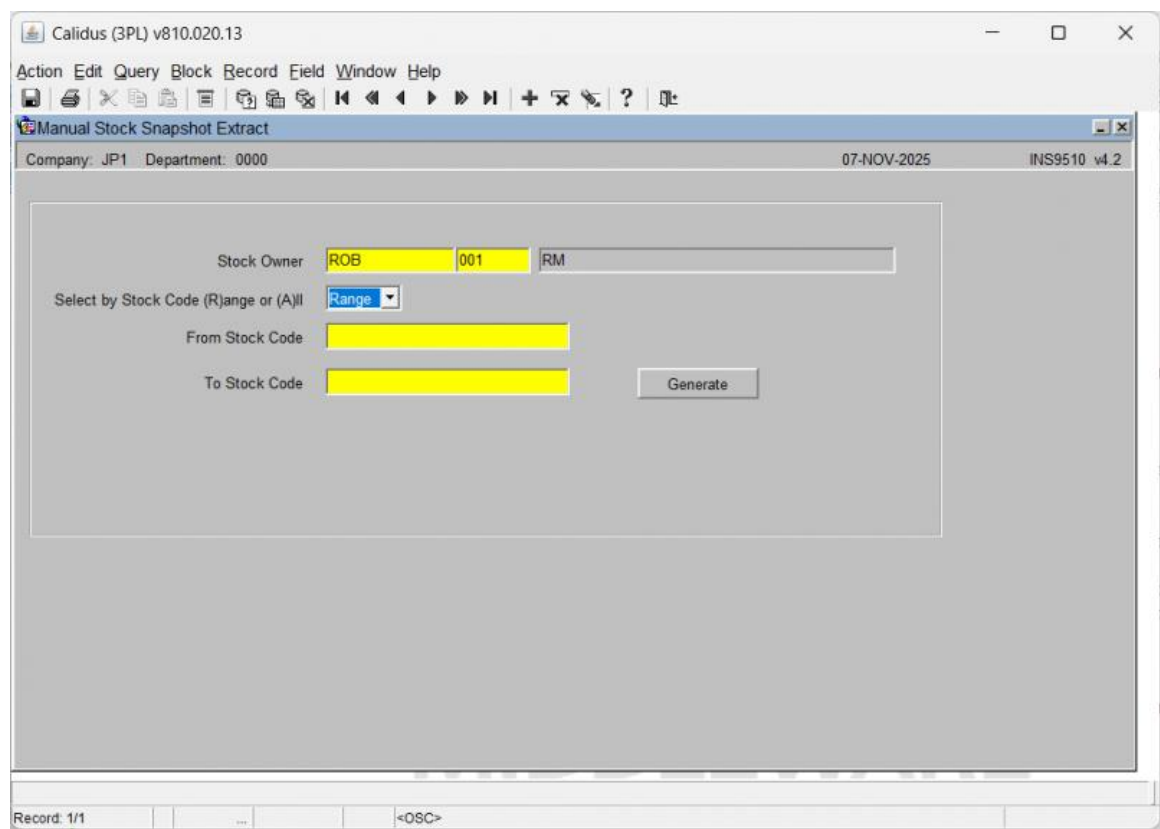 Calidus (3PL) v810.020.13
Action Edit Query Block Record Field Window Help
Manual Stock Snapshot Extract
Company: JP1 Department: 0000 07-NOV-2025 INS9510 v4.2
Stock Owner ROB 001 RM
Select by Stock Code (R)ange or (A)ll Range
From Stock Code
To Stock Code Generate
Record: 1/1 ... <OSC>